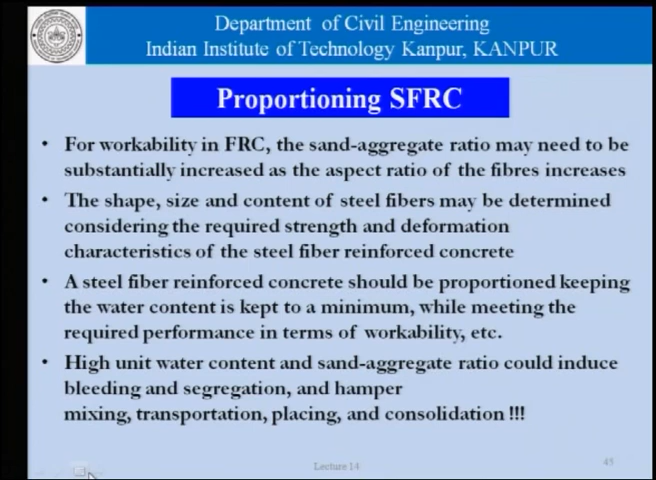 Department of Civil Engineering
Indian Institute of Technology Kanpur, KANPUR
Proportioning SFRC
• For workability in FRC, the sand-aggregate ratio may need to be
substantially increased as the aspect ratio of the fibres increases
• The shape, size and content of steel fibers may be determined
considering the required strength and deformation
characteristics of the steel fiber reinforced concrete
• A steel fiber reinforced concrete should be proportioned keeping
the water content is kept to a minimum, while meeting the
required performance in terms of workability, etc.
• High unit water content and sand-aggregate ratio could induce
bleeding and segregation, and hamper
mixing, transportation, placing, and consolidation !!!
Lecture 14
45